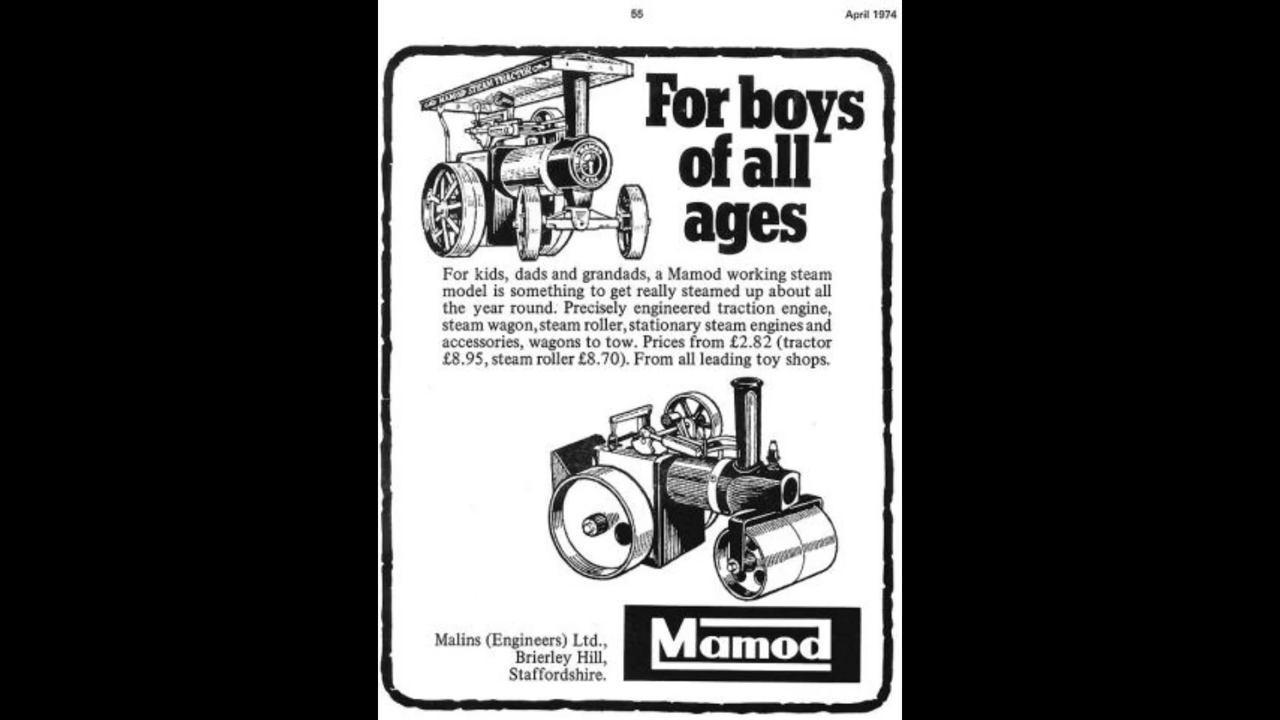 55
April 1974
MAMOD STEAM TRACTOR
For boys
of all
ages
For kids, dads and grandads, a Mamod working steam
model is something to get really steamed up about all
the year round. Precisely engineered traction engine,
steam wagon, steam roller, stationary steam engines and
accessories, wagons to tow. Prices from £2.82 (tractor
£8.95, steam roller £8.70). From all leading toy shops.
Malins (Engineers) Ltd.,
Brierley Hill,
Staffordshire.
Mamod